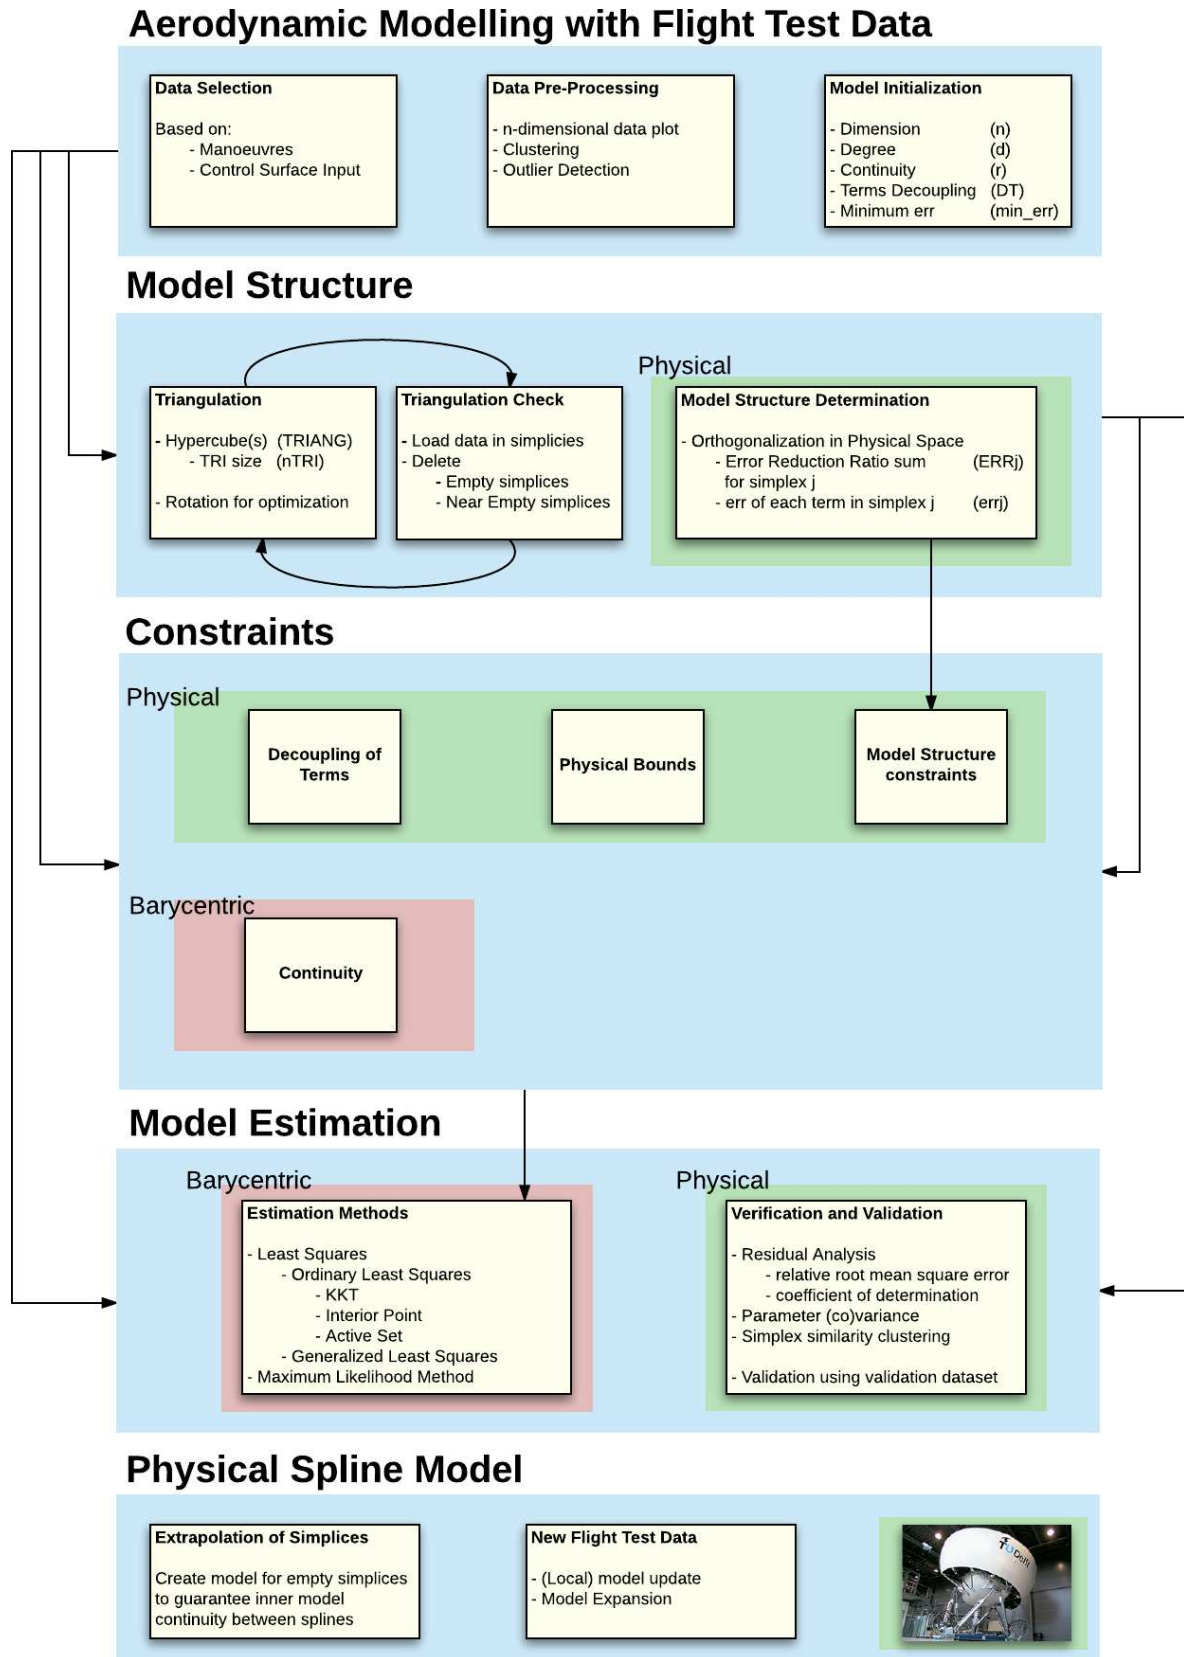 Aerodynamic Modelling with Flight Test Data
Data Selection
Based on:
- Manoeuvres
- Control Surface Input
Data Pre-Processing
- n-dimensional data plot
- Clustering
- Outlier Detection
Model Initialization
- Dimension (n)
- Degree (d)
- Continuity (r)
- Terms Decoupling (DT)
- Minimum err (min_err)
Model Structure
Triangulation
- Hypercube(s) (TRIANG)
- TRI size (nTRI)
- Rotation for optimization
Triangulation Check
- Load data in simplicies
- Delete
- Empty simplices
- Near Empty simplices
Physical
Model Structure Determination
- Orthogonalization in Physical Space
- Error Reduction Ratio sum (ERRj)
for simplex j
- err of each term in simplex j (errj)
Constraints
Physical
Decoupling of
Terms
Physical Bounds
Model Structure
constraints
Barycentric
Continuity
Model Estimation
Barycentric
Estimation Methods
- Least Squares
- Ordinary Least Squares
- KKT
- Interior Point
- Active Set
- Generalized Least Squares
- Maximum Likelihood Method
Physical
Verification and Validation
- Residual Analysis
- relative root mean square error
- coefficient of determination
- Parameter (co)variance
- Simplex similarity clustering
- Validation using validation dataset
Physical Spline Model
Extrapolation of Simplices
Create model for empty simplices
to guarantee inner model
continuity between splines
New Flight Test Data
- (Local) model update
- Model Expansion
TU Delft